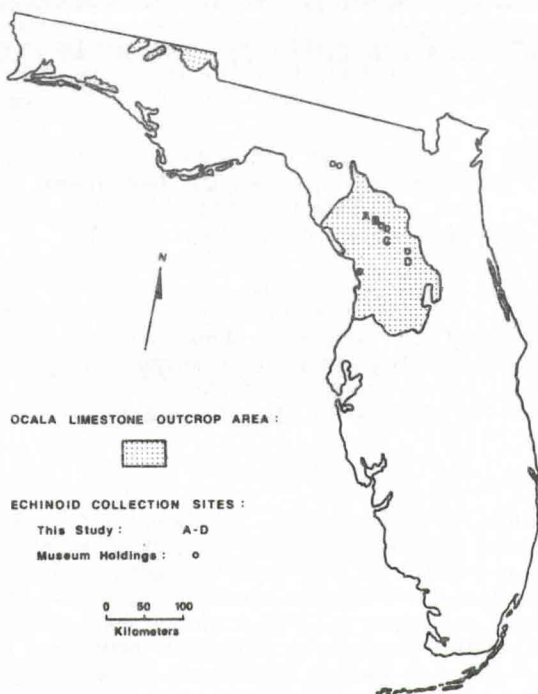 N
A
B
C
D
OCALA LIMESTONE OUTCROP AREA :
ECHINOID COLLECTION SITES :
This Study : A-D
Museum Holdings : o
0 50 100
Kilometers